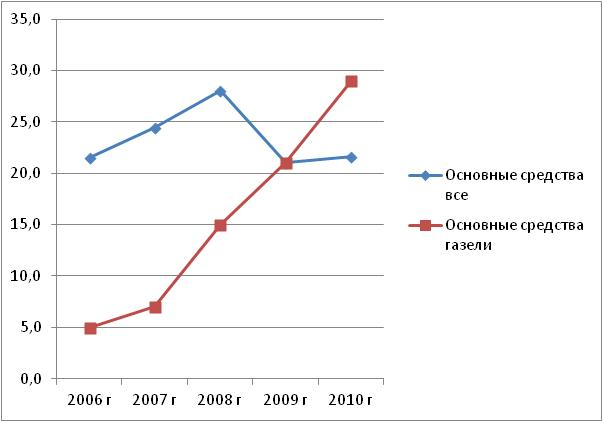 35,0
30,0
25,0
20,0
15,0
10,0
5,0
0,0
2006 г 2007 г 2008 г 2009 г 2010 г
Основные средства
все
Основные средства
газели